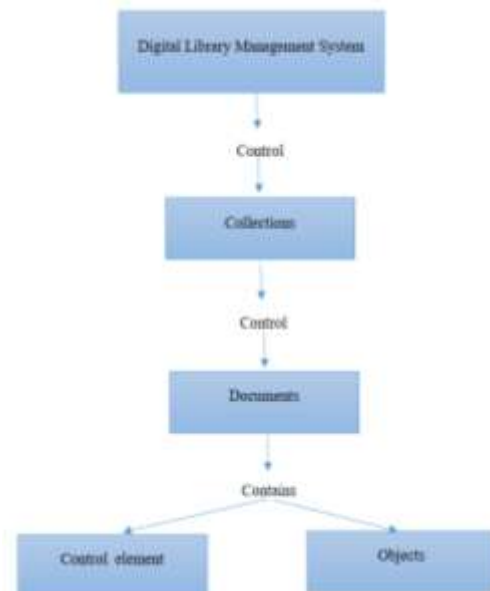 Digital Library Management System
Control
Collections
Control
Documents
Contains
Control element
Objects